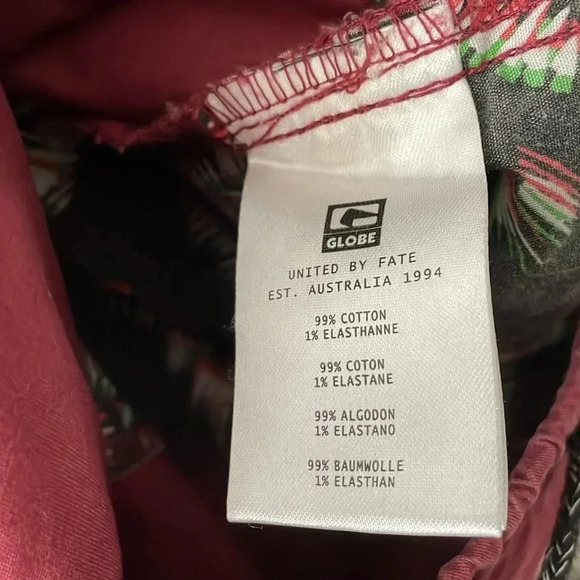 GLOBE
UNITED BY FATE
EST. AUSTRALIA 1994
99% COTTON
1% ELASTHANNE
99% COTON
1% ELASTANE
99% ALGODON
1% ELASTANO
99% BAUMWOLLE
1% ELASTHAN